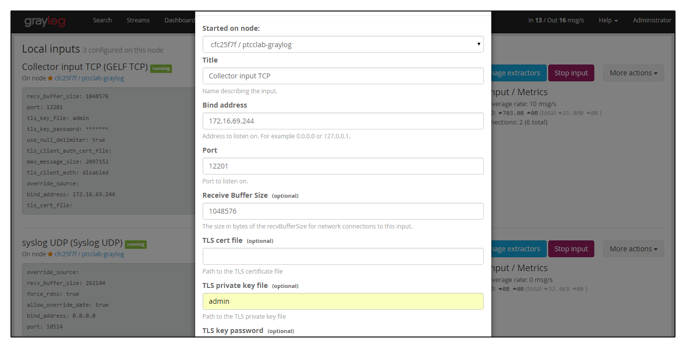 graylog
Search
Streams
Dashboard
In 13 / Out 16 msg/s
Help
Administrator
Local inputs 3 configured on this node
Collector input TCP (GELF TCP) running
On node cfc25f7f / ptcclab-graylog
recv_buffer_size: 1048576
port: 12201
tls_key_file: admin
tls_key_password: *******
use_null_delimiter: true
tls_client_auth_cert_file:
max_message_size: 2097152
tls_client_auth: disabled
override_source:
bind_address: 172.16.69.244
tls_cert_file:
syslog UDP (Syslog UDP) running
On node cfc25f7f / ptcclab-graylog
override_source:
recv_buffer_size: 262144
force_rdns: true
allow_override_date: true
bind_address: 0.0.0.0
port: 10514
Started on node:
cfc25f7f / ptcclab-graylog
Title
Collector input TCP
Name describing the input.
Bind address
172.16.69.244
Address to listen on. For example 0.0.0.0 or 127.0.0.1.
Port
12201
Port to listen on.
Receive Buffer Size (optional)
1048576
The size in bytes of the recvBufferSize for network connections to this input.
TLS cert file (optional)
Path to the TLS certificate file
TLS private key file (optional)
admin
Path to the TLS private key file
TLS key password (optional)
nage extractors
Stop input
More actions
nput / Metrics
verage rate: 10 msg/s
nections: 2 (6 total)
nage extractors
Stop input
More actions
nput / Metrics
verage rate: 0 msg/s